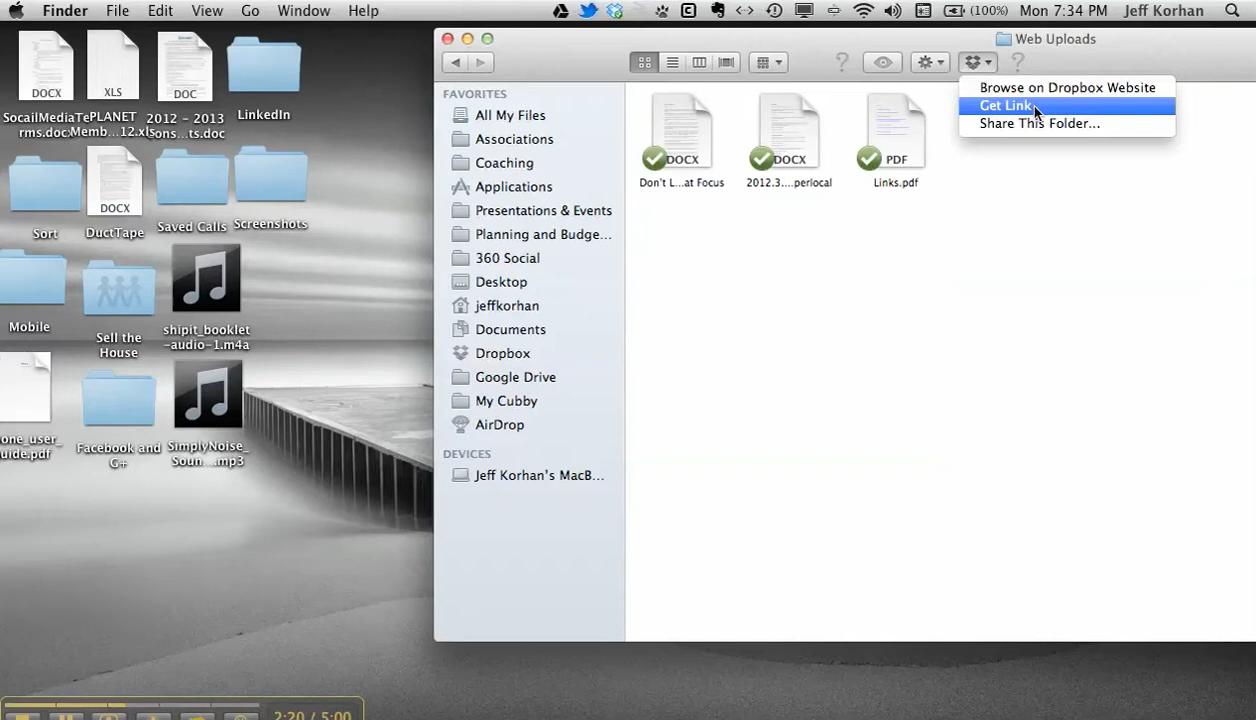 Finder File Edit View Go Window Help (100%) Mon 7:34 PM Jeff Korhan
DOCX
SocailMediaTe
rms.docx
XLS
PLANET
Memb...12.xls
DOC
2012 - 2013
Sons...ts.doc
LinkedIn
Sort
DOCX
DuctTape
Saved Calls
Screenshots
Mobile
Sell the
House
shipit_booklet
-audio-1.m4a
one_user_
uide.pdf
Facebook and
G+
SimplyNoise_
Soun...mp3
2:20 / 5:00
Web Uploads
Browse on Dropbox Website
Get Link
Share This Folder...
FAVORITES
All My Files
Associations
Coaching
Applications
Presentations & Events
Planning and Budge...
360 Social
Desktop
jeffkorhan
Documents
Dropbox
Google Drive
My Cubby
AirDrop
DEVICES
Jeff Korhan's MacB...
DOCX
Don't L...at Focus
DOCX
2012.3....perlocal
PDF
Links.pdf